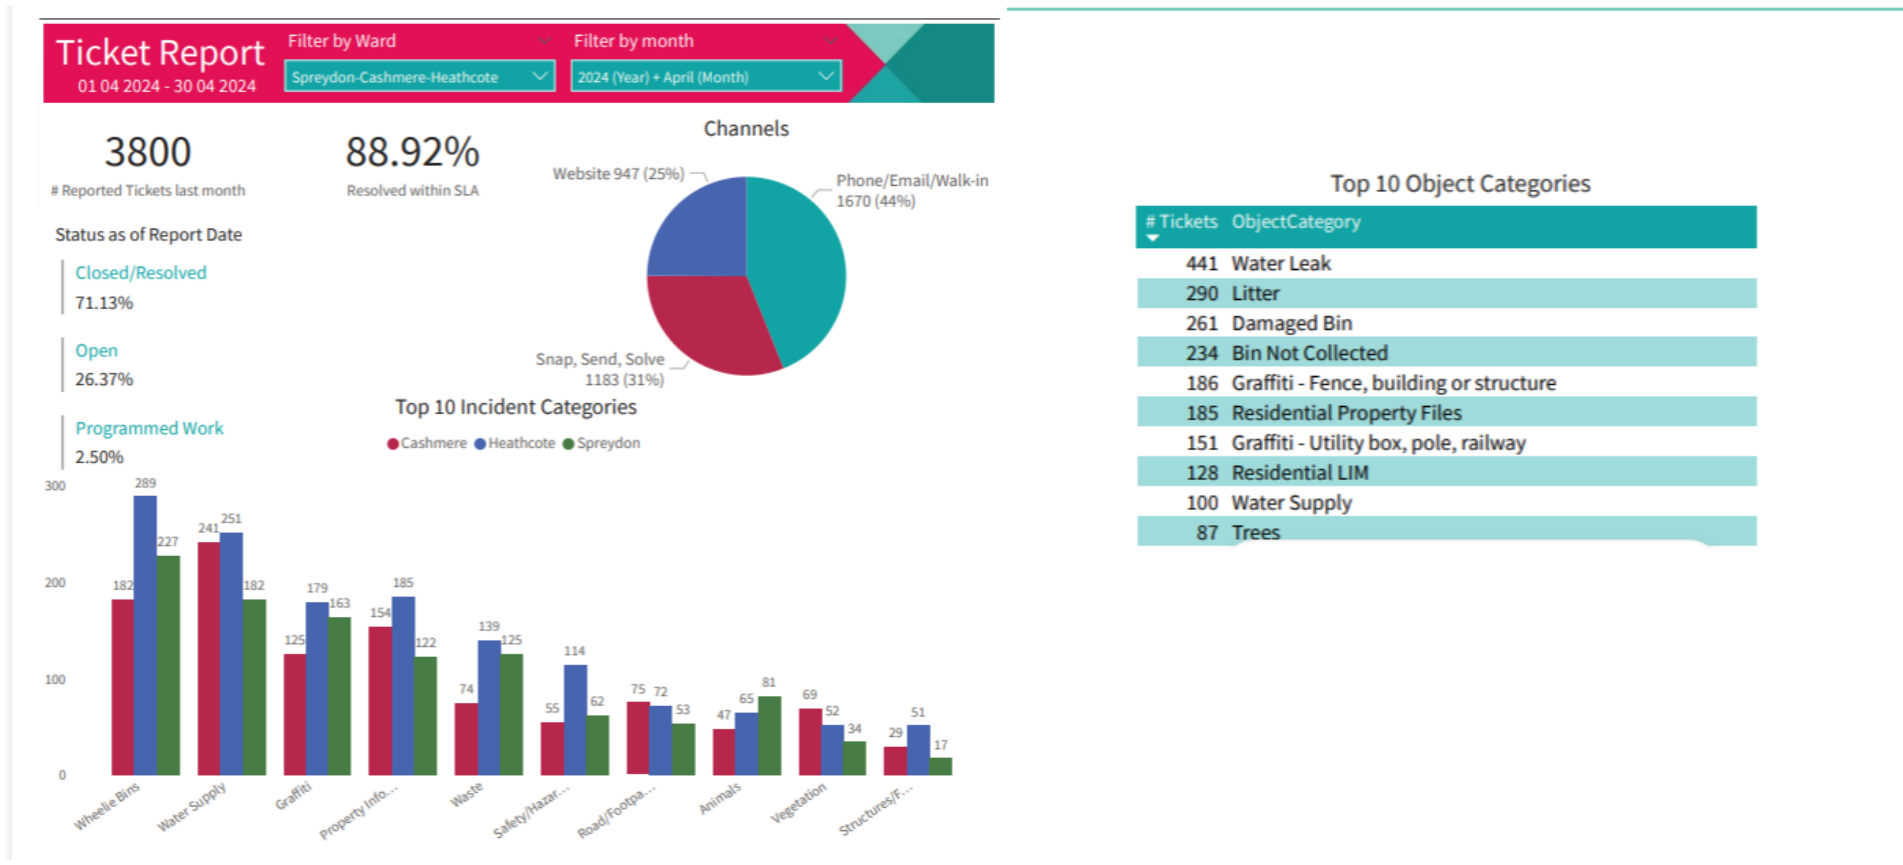 Ticket Report
01 04 2024 - 30 04 2024
Filter by Ward
Spreydon-Cashmere-Heathcote
Filter by month
2024 (Year) + April (Month)
3800
# Reported Tickets last month
88.92%
Resolved within SLA
Channels
Website 947 (25%)
Phone/Email/Walk-in
1670 (44%)
Snap, Send, Solve
1183 (31%)
Status as of Report Date
Closed/Resolved
71.13%
Open
26.37%
Programmed Work
2.50%
Top 10 Incident Categories
Cashmere Heathcote Spreydon
300
200
100
0
182 289 227
241 251 182
125 179 163
154 185 122
74 139 125
55 114 62
75 72 53
47 65 81
69 52 34
29 51 17
Wheelie Bins
Water Supply
Graffiti
Property Info...
Waste
Safety/Hazar...
Road/Footpa...
Animals
Vegetation
Structures/F...
Top 10 Object Categories
# Tickets ObjectCategory
441 Water Leak
290 Litter
261 Damaged Bin
234 Bin Not Collected
186 Graffiti - Fence, building or structure
185 Residential Property Files
151 Graffiti - Utility box, pole, railway
128 Residential LIM
100 Water Supply
87 Trees